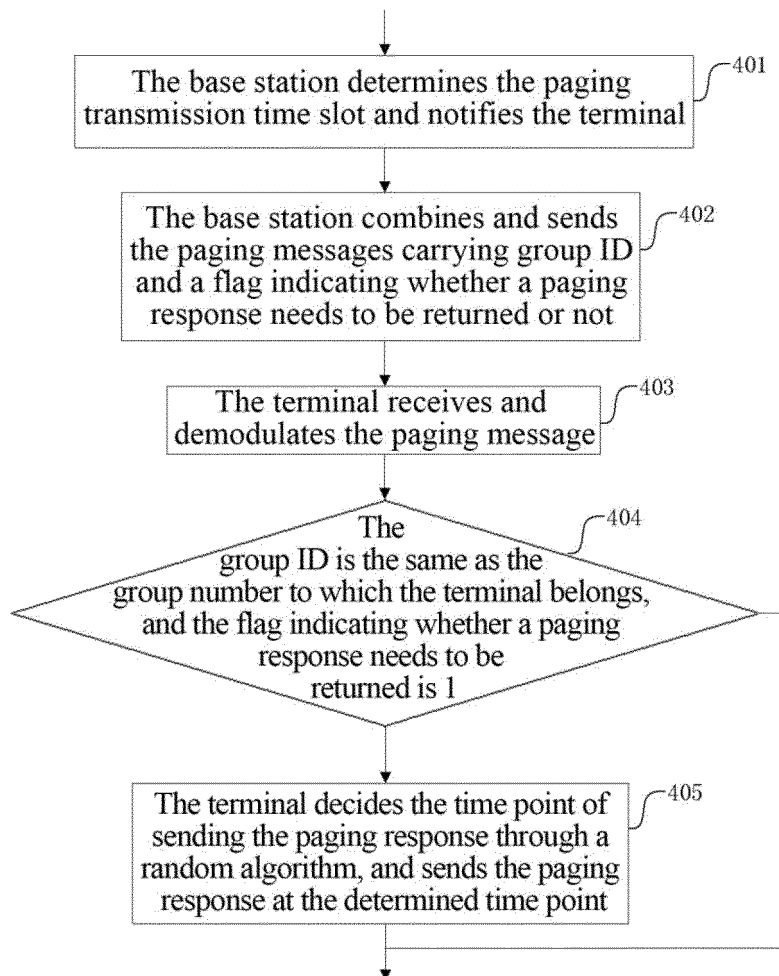 The base station determines the paging
transmission time slot and notifies the terminal
401
The base station combines and sends
the paging messages carrying group ID
and a flag indicating whether a paging
response needs to be returned or not
402
The terminal receives and
demodulates the paging message
403
The
group ID is the same as the
group number to which the terminal belongs,
and the flag indicating whether a paging
response needs to be
returned is 1
404
The terminal decides the time point of
sending the paging response through a
random algorithm, and sends the paging
response at the determined time point
405